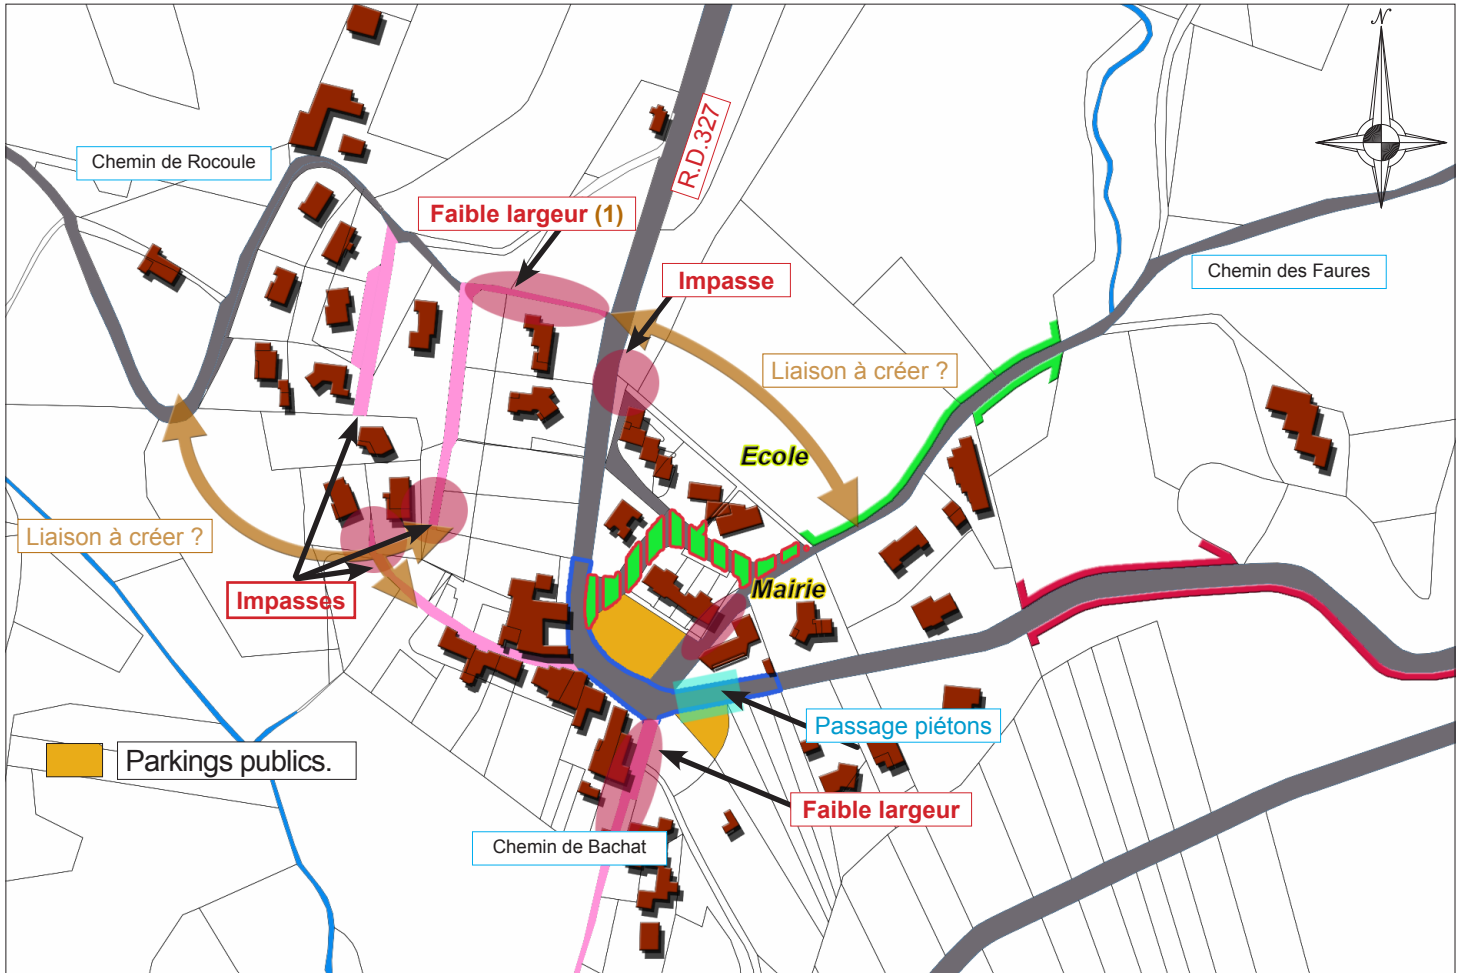 N
R.D.327
Chemin de Rocoule
Faible largeur (1)
Impasse
Chemin des Faures
Liaison à créer ?
Ecole
Liaison à créer ?
Impasses
Mairie
Passage piétons
Parkings publics.
Faible largeur
Chemin de Bachat